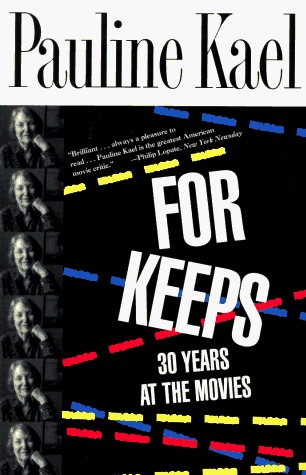 Pauline Kael
"Brilliant . . . always a pleasure to
read . . . Pauline Kael is the greatest American
movie critic." —Philip Lopate, New York Newsday
FOR
KEEPS
30 YEARS
AT THE MOVIES